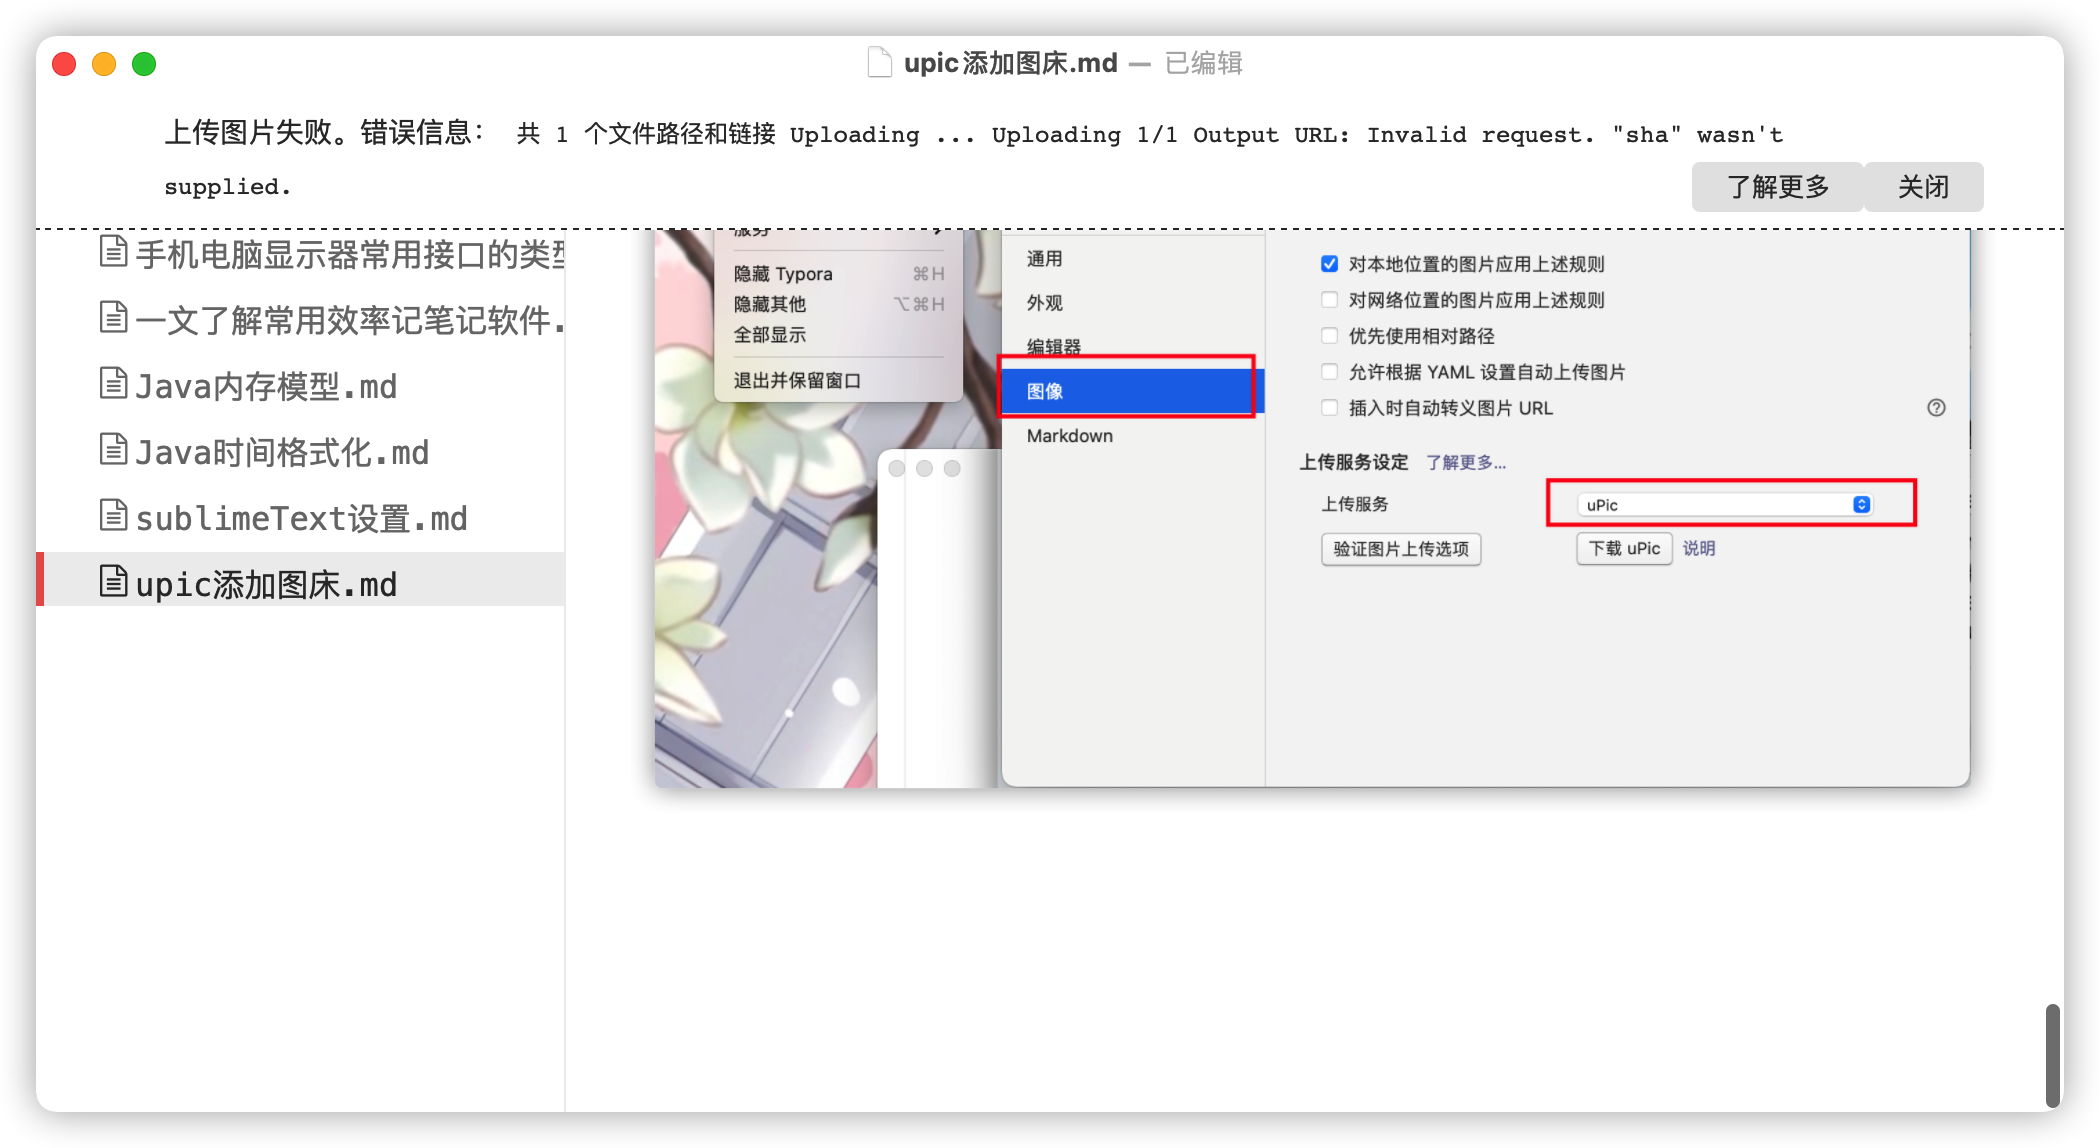 upic添加图床.md — 已编辑
上传图片失败。错误信息： 共 1 个文件路径和链接 Uploading ... Uploading 1/1 Output URL: Invalid request. "sha" wasn't
supplied.
了解更多 关闭
手机电脑显示器常用接口的类型
一文了解常用效率记笔记软件.
Java内存模型.md
Java时间格式化.md
sublimeText设置.md
upic添加图床.md
服务
隐藏 Typora ⌘H
隐藏其他 ⌥⌘H
全部显示
退出并保留窗口
通用
外观
编辑器
图像
Markdown
对本地位置的图片应用上述规则
对网络位置的图片应用上述规则
优先使用相对路径
允许根据 YAML 设置自动上传图片
插入时自动转义图片 URL
上传服务设定 了解更多...
上传服务 uPic
验证图片上传选项 下载 uPic 说明